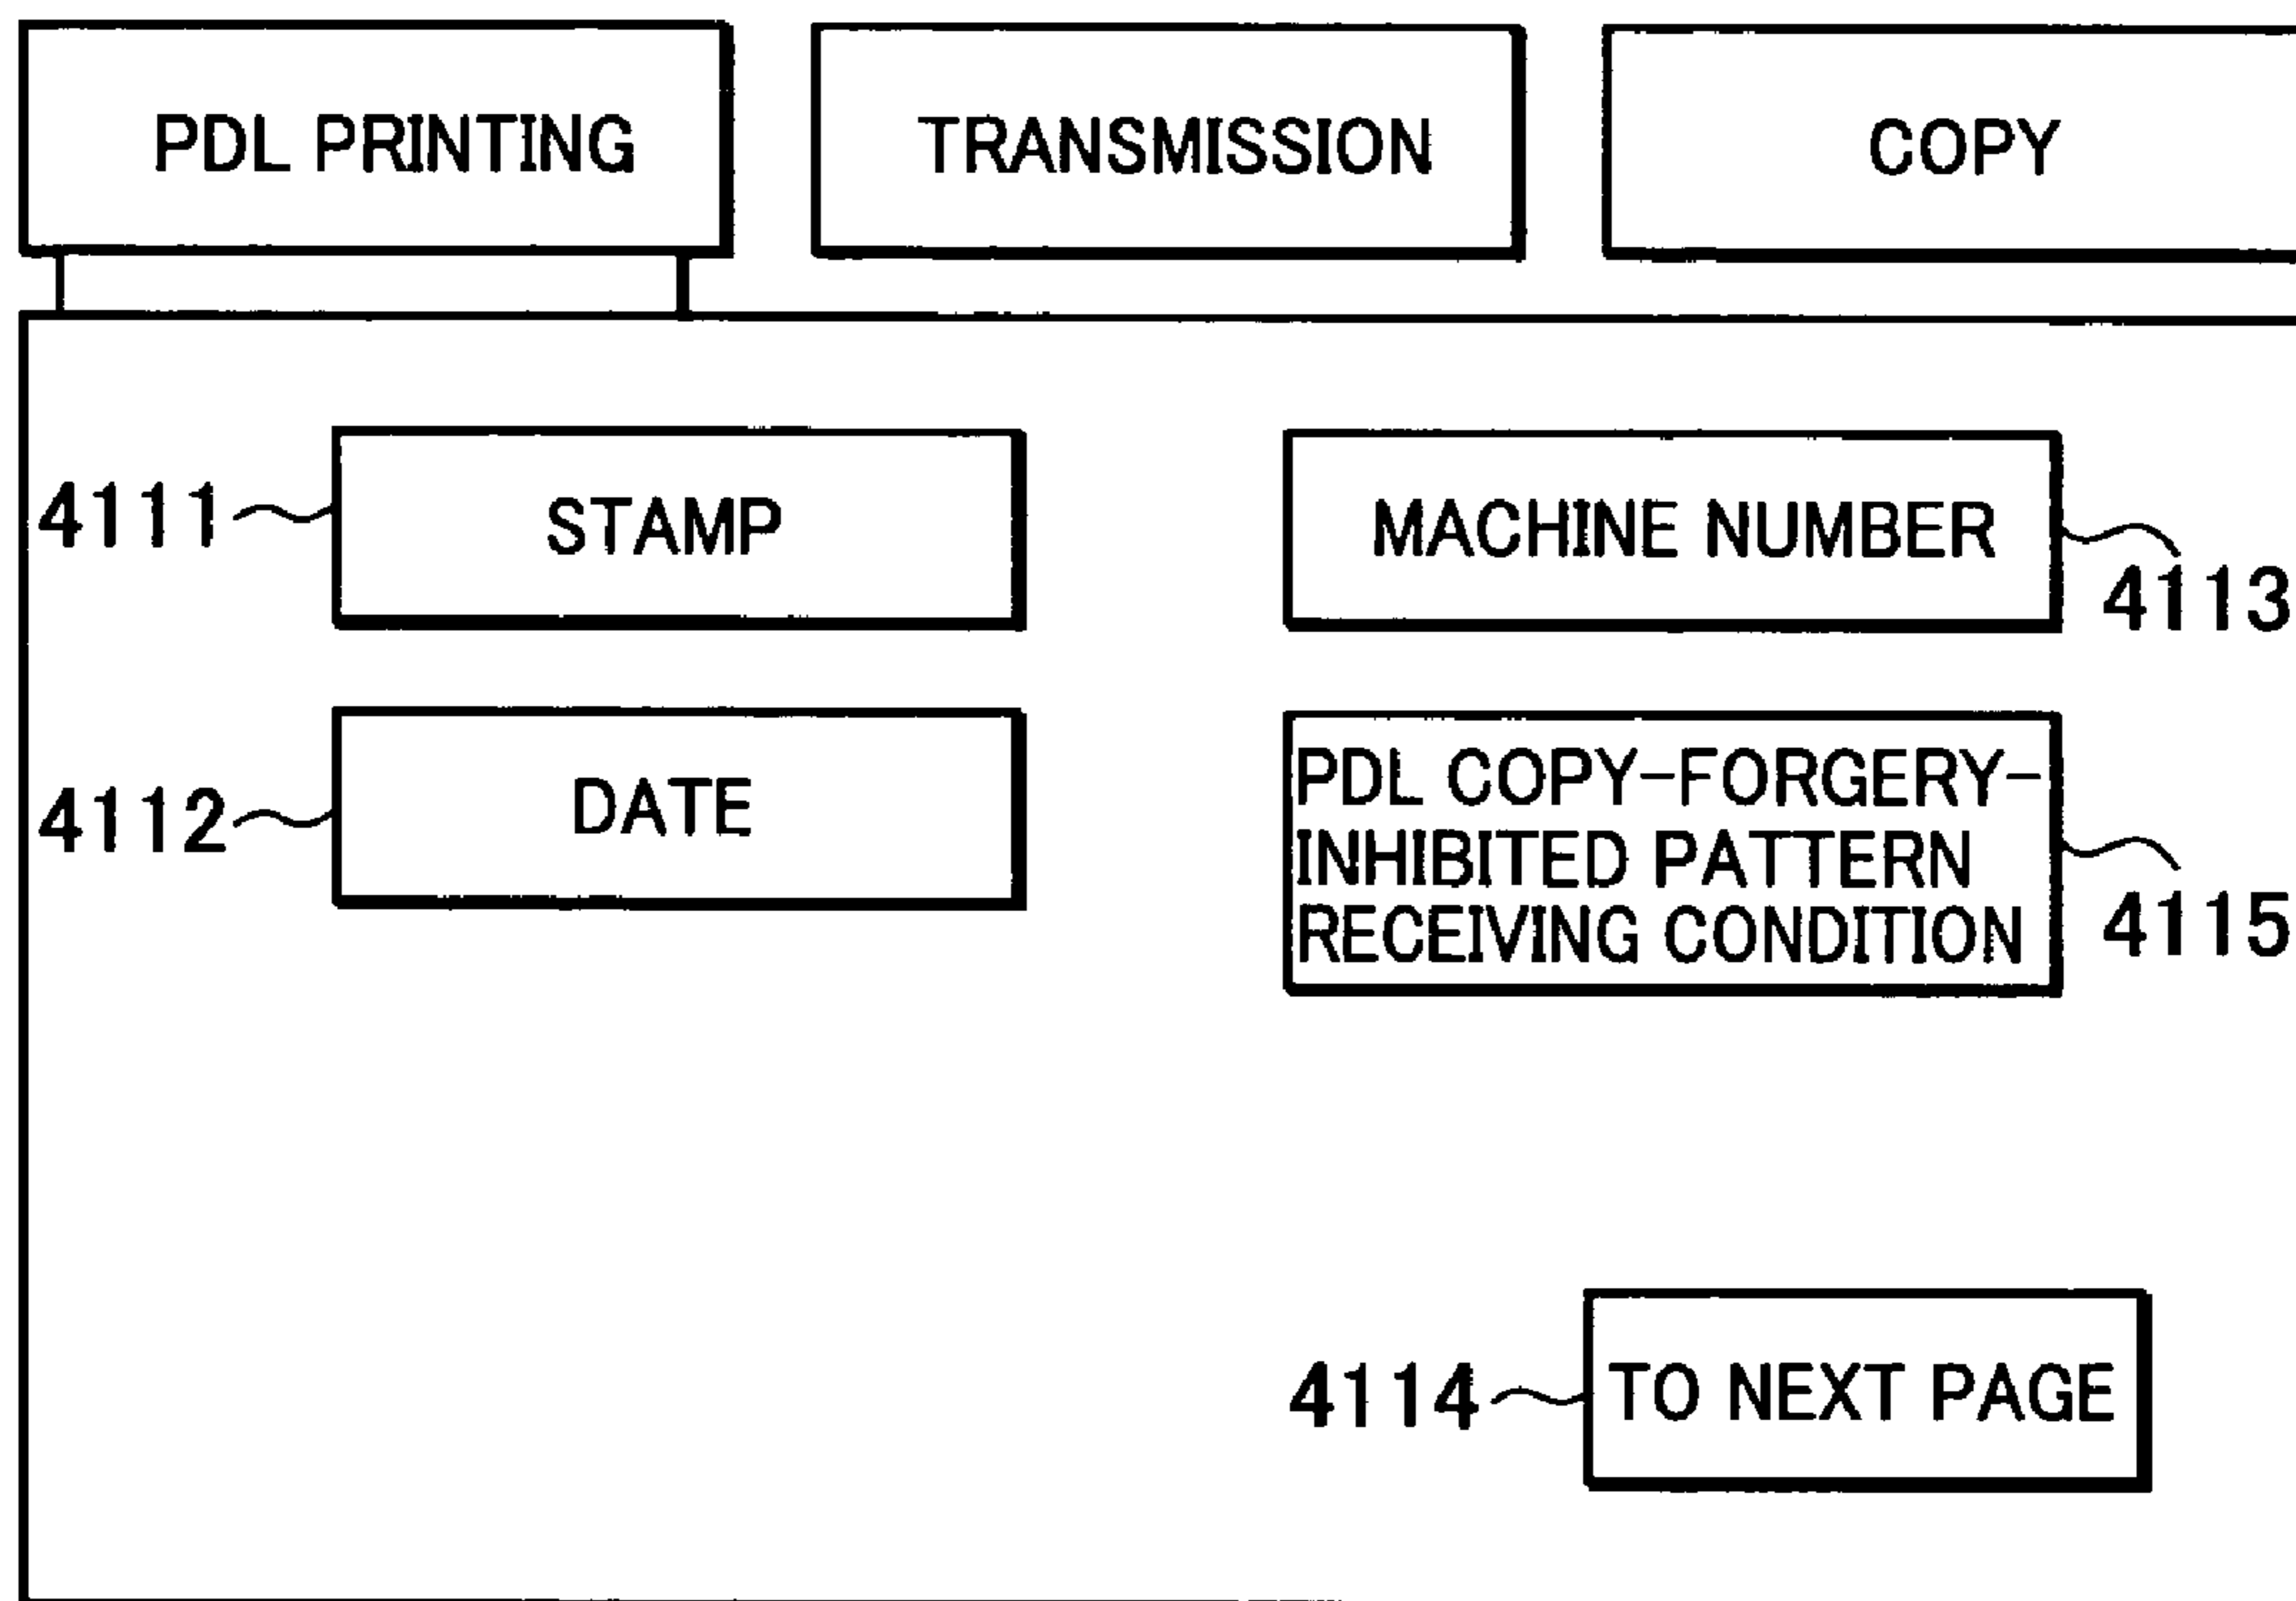 PDL PRINTING
TRANSMISSION
COPY
4111
STAMP
MACHINE NUMBER
4113
4112
DATE
PDL COPY-FORGERY-
INHIBITED PATTERN
RECEIVING CONDITION
4115
4114
TO NEXT PAGE